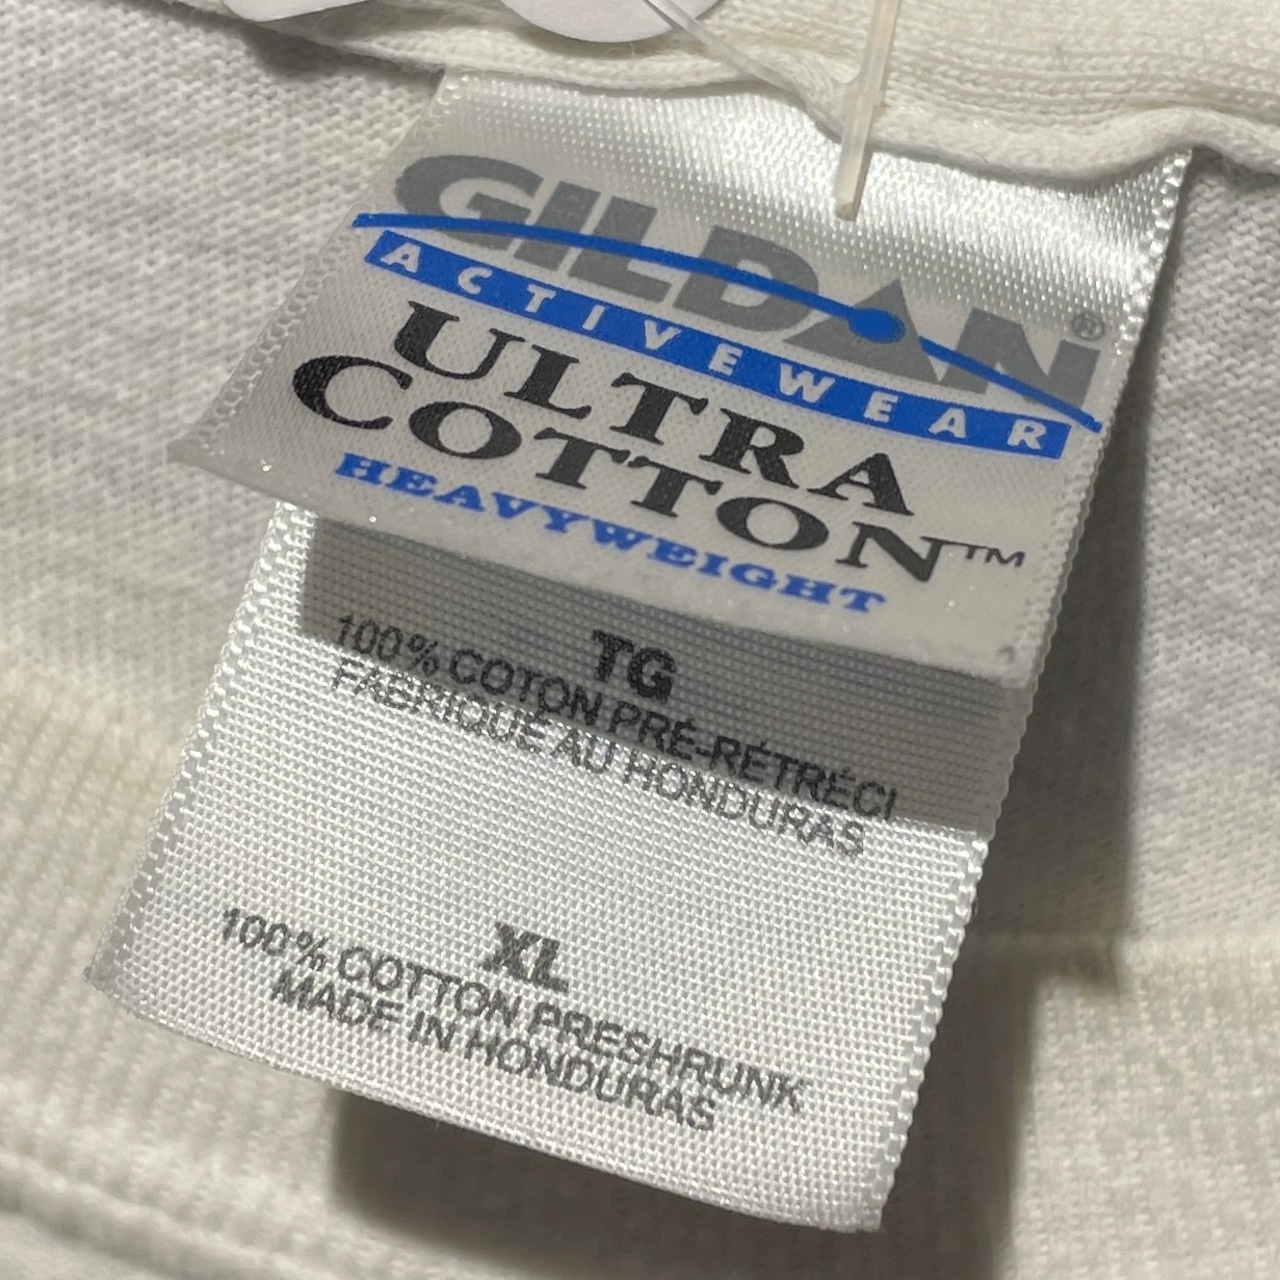 GILDAN®
ACTIVEWEAR
ULTRA
COTTON™
HEAVYWEIGHT
TG
100% COTON PRÉ-RÉTRÉCI
FABRIQUÉ AU HONDURAS
XL
100% COTTON PRESHRUNK
MADE IN HONDURAS